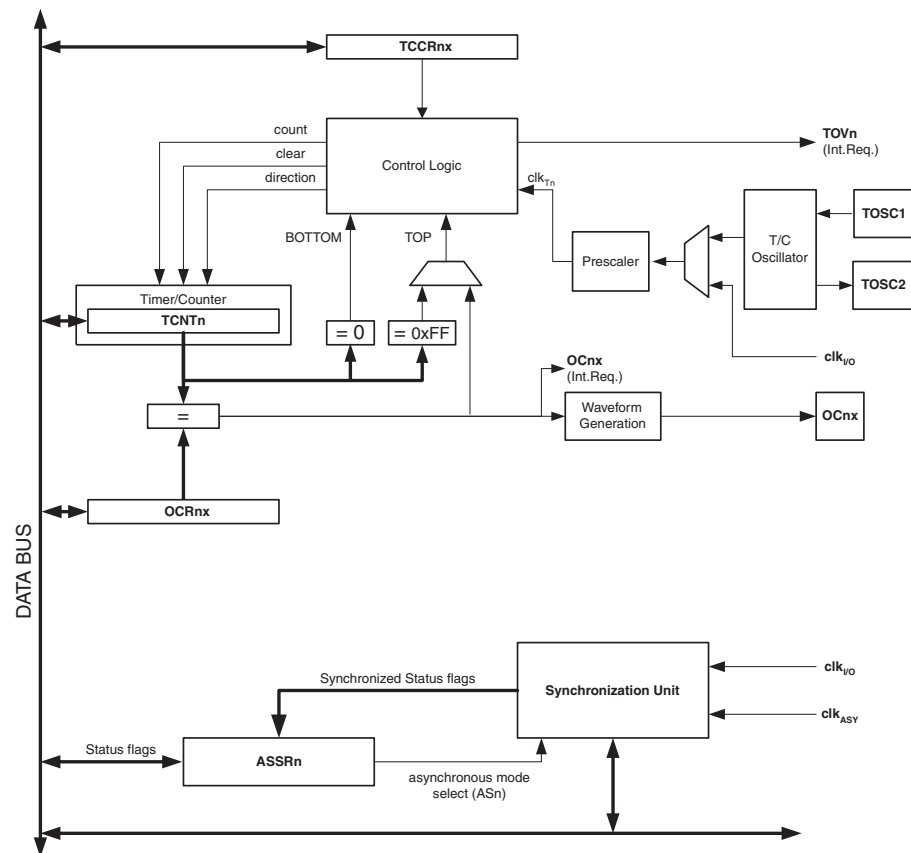 TCCRnx
count
clear
direction
Control Logic
TOVn
(Int.Req.)
clkTn
BOTTOM
TOP
TOSC1
T/C
Oscillator
Prescaler
TOSC2
Timer/Counter
TCNTn
= 0
= 0xFF
clkI/O
OCnx
(Int.Req.)
=
Waveform
Generation
OCnx
OCRnx
DATA BUS
Synchronized Status flags
Synchronization Unit
clkI/O
clkASY
Status flags
ASSRn
asynchronous mode
select (ASn)